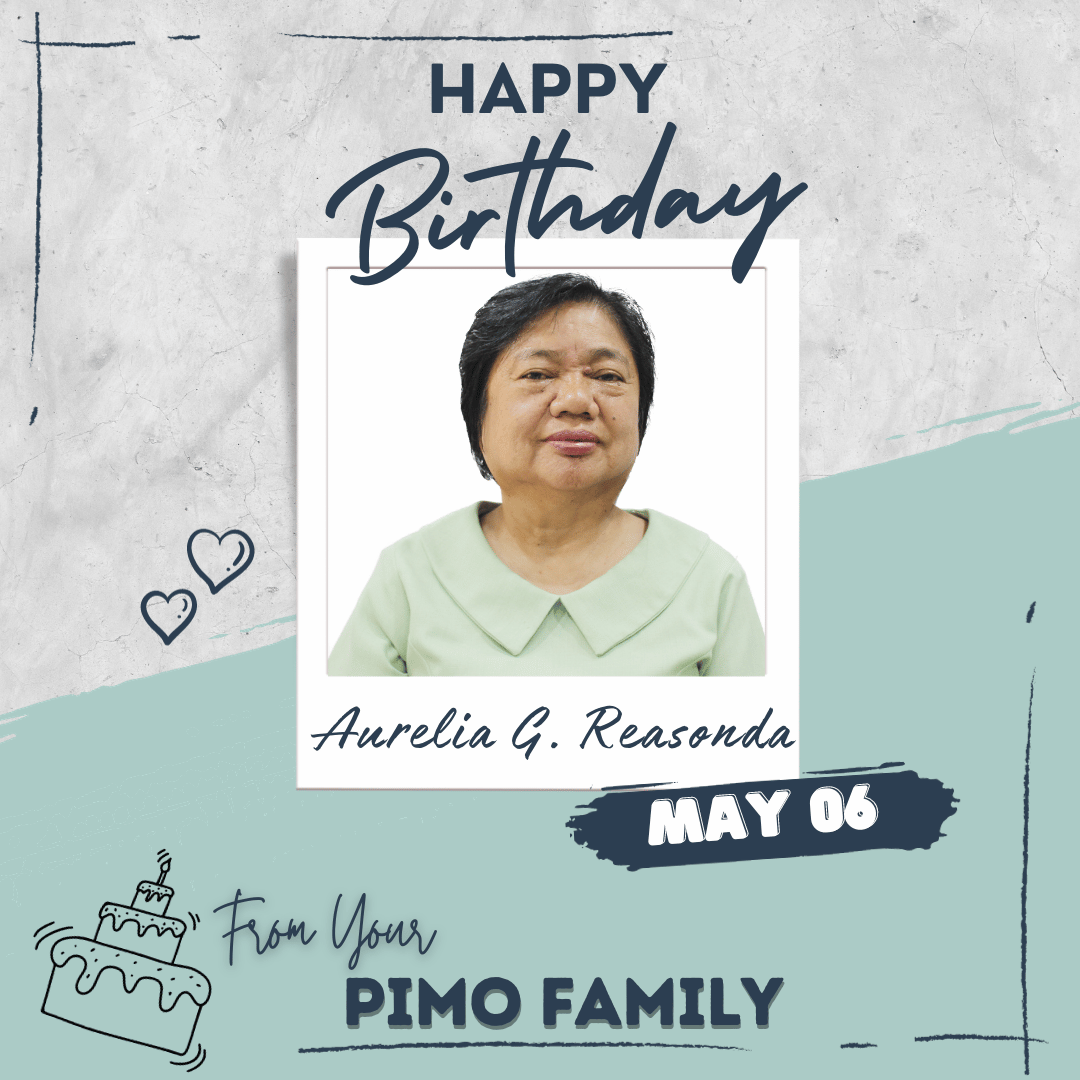 HAPPY
Birthday
Aurelia G. Reasonda
MAY 06
From Your
PIMO FAMILY